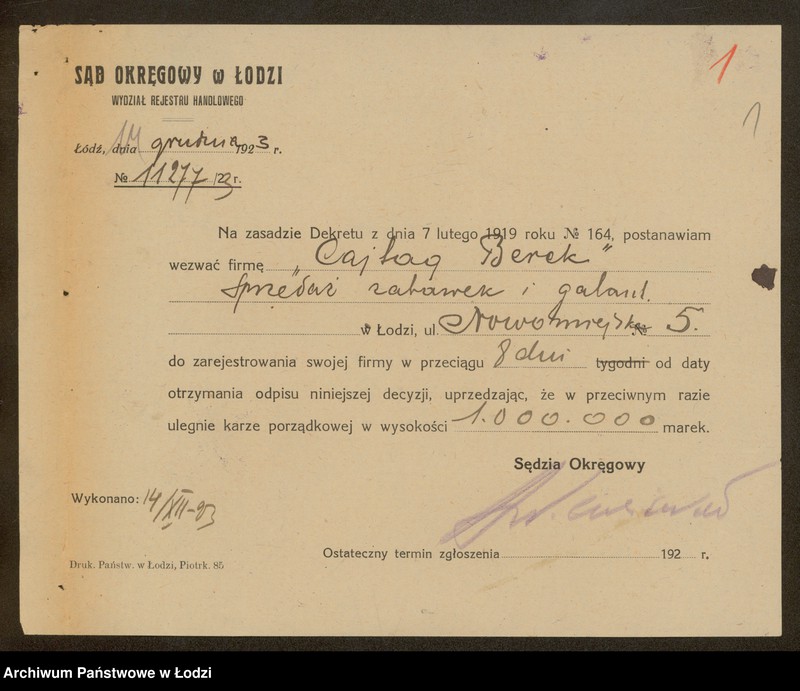 SĄD OKRĘGOWY w ŁODZI
WYDZIAŁ REJESTRU HANDLOWEGO
1
1
Łódź, dnia 14 grudnia 1923 r.
№ 11277/23 r.
Na zasadzie Dekretu z dnia 7 lutego 1919 roku № 164, postanawiam
wezwać firmę „Cajtag Berek"
Sprzedaż zabawek i galant.
w Łodzi, ul. Nowomiejska № 5.
do zarejestrowania swojej firmy w przeciągu 8 dni tygodni od daty
otrzymania odpisu niniejszej decyzji, uprzedzając, że w przeciwnym razie
ulegnie karze porządkowej w wysokości 1.000.000 marek.
Sędzia Okręgowy
Wykonano: 14/XII-23
Ostateczny termin zgłoszenia 192 r.
Druk. Państw. w Łodzi, Piotrk. 85
Archiwum Państwowe w Łodzi